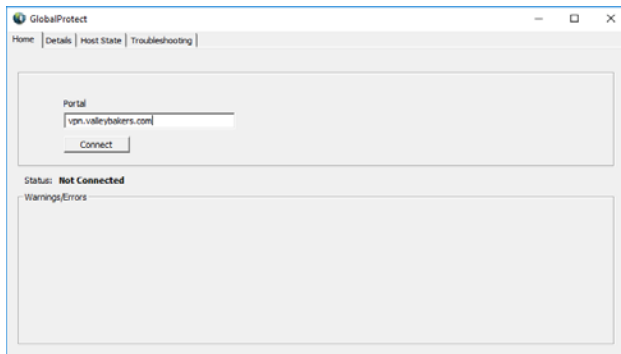 GlobalProtect
Home Details Host State Troubleshooting
Portal
vpn.valleybakers.com
Connect
Status: Not Connected
Warnings/Errors